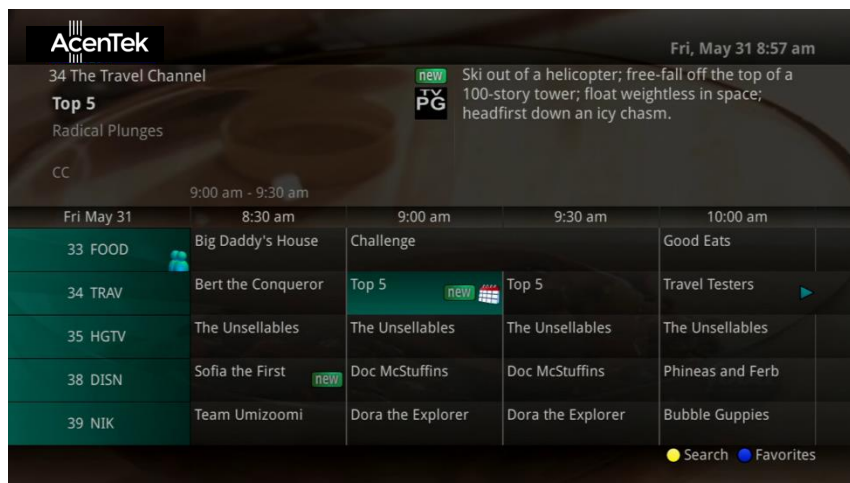 AcenTek
Fri, May 31 8:57 am
34 The Travel Channel
Top 5
Radical Plunges
CC
9:00 am - 9:30 am
new
TV PG
Ski out of a helicopter; free-fall off the top of a
100-story tower; float weightless in space;
headfirst down an icy chasm.
Fri May 31 8:30 am 9:00 am 9:30 am 10:00 am
33 FOOD Big Daddy's House Challenge Good Eats
34 TRAV Bert the Conqueror Top 5 new Top 5 Travel Testers
35 HGTV The Unsellables The Unsellables The Unsellables The Unsellables
38 DISN Sofia the First new Doc McStuffins Doc McStuffins Phineas and Ferb
39 NIK Team Umizoomi Dora the Explorer Dora the Explorer Bubble Guppies
Search Favorites